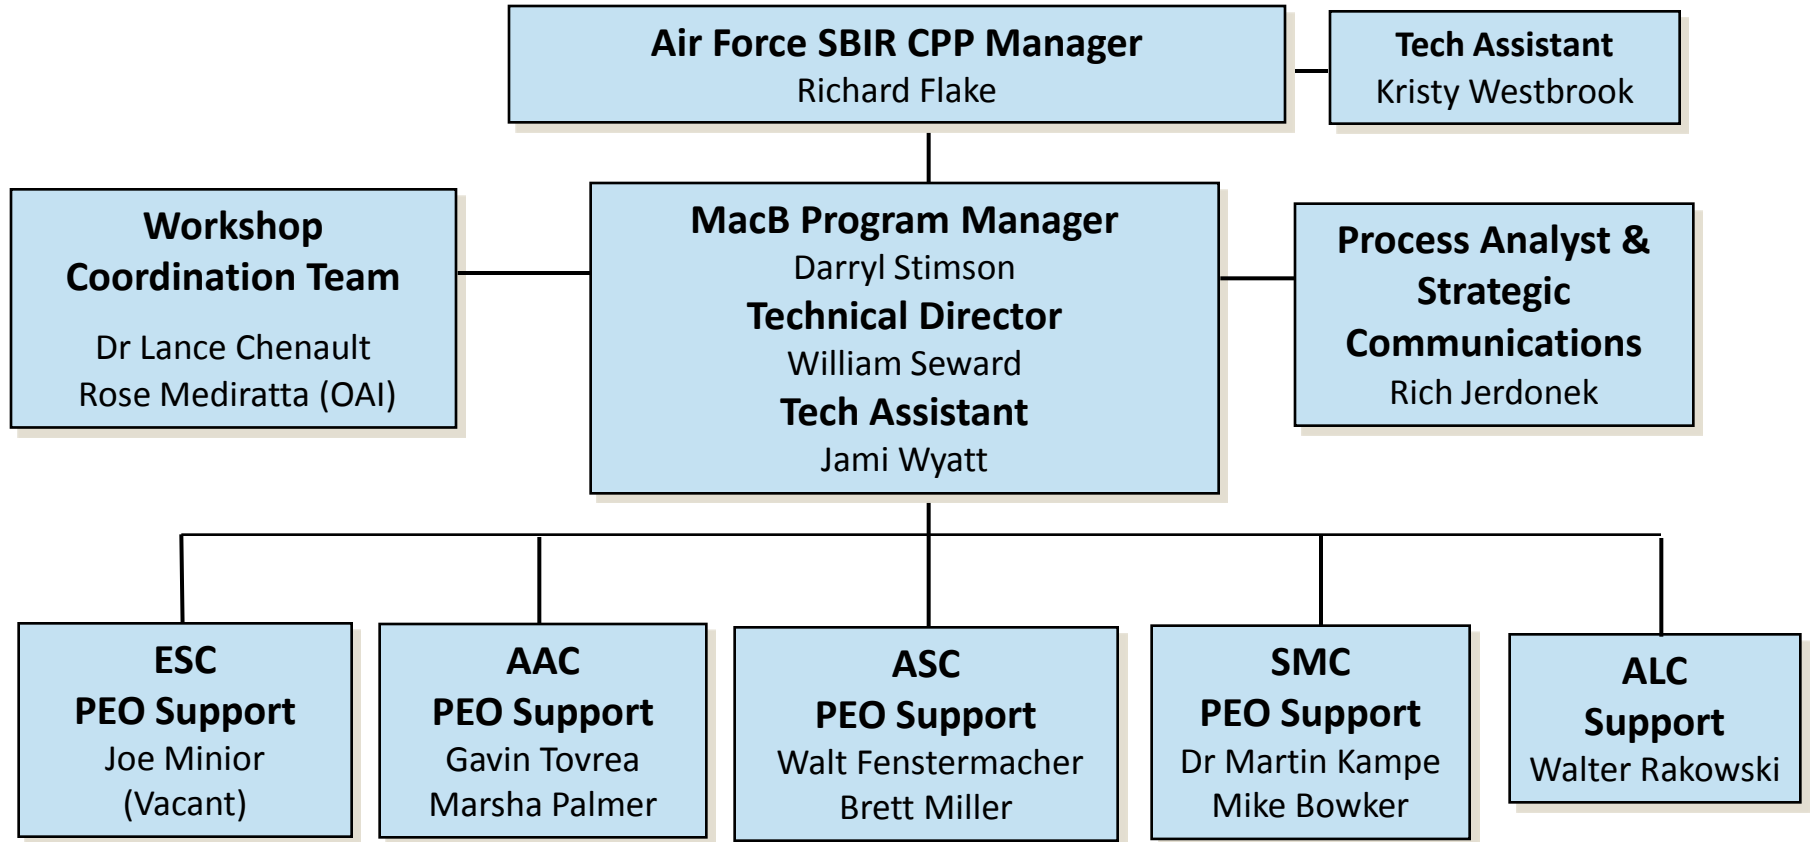 Air Force SBIR CPP Manager
Richard Flake
Tech Assistant
Kristy Westbrook
Workshop
Coordination Team
Dr Lance Chenault
Rose Mediratta (OAI)
MacB Program Manager
Darryl Stimson
Technical Director
William Seward
Tech Assistant
Jami Wyatt
Process Analyst &
Strategic
Communications
Rich Jerdonek
ESC
PEO Support
Joe Minior
(Vacant)
AAC
PEO Support
Gavin Tovrea
Marsha Palmer
ASC
PEO Support
Walt Fenstermacher
Brett Miller
SMC
PEO Support
Dr Martin Kampe
Mike Bowker
ALC
Support
Walter Rakowski